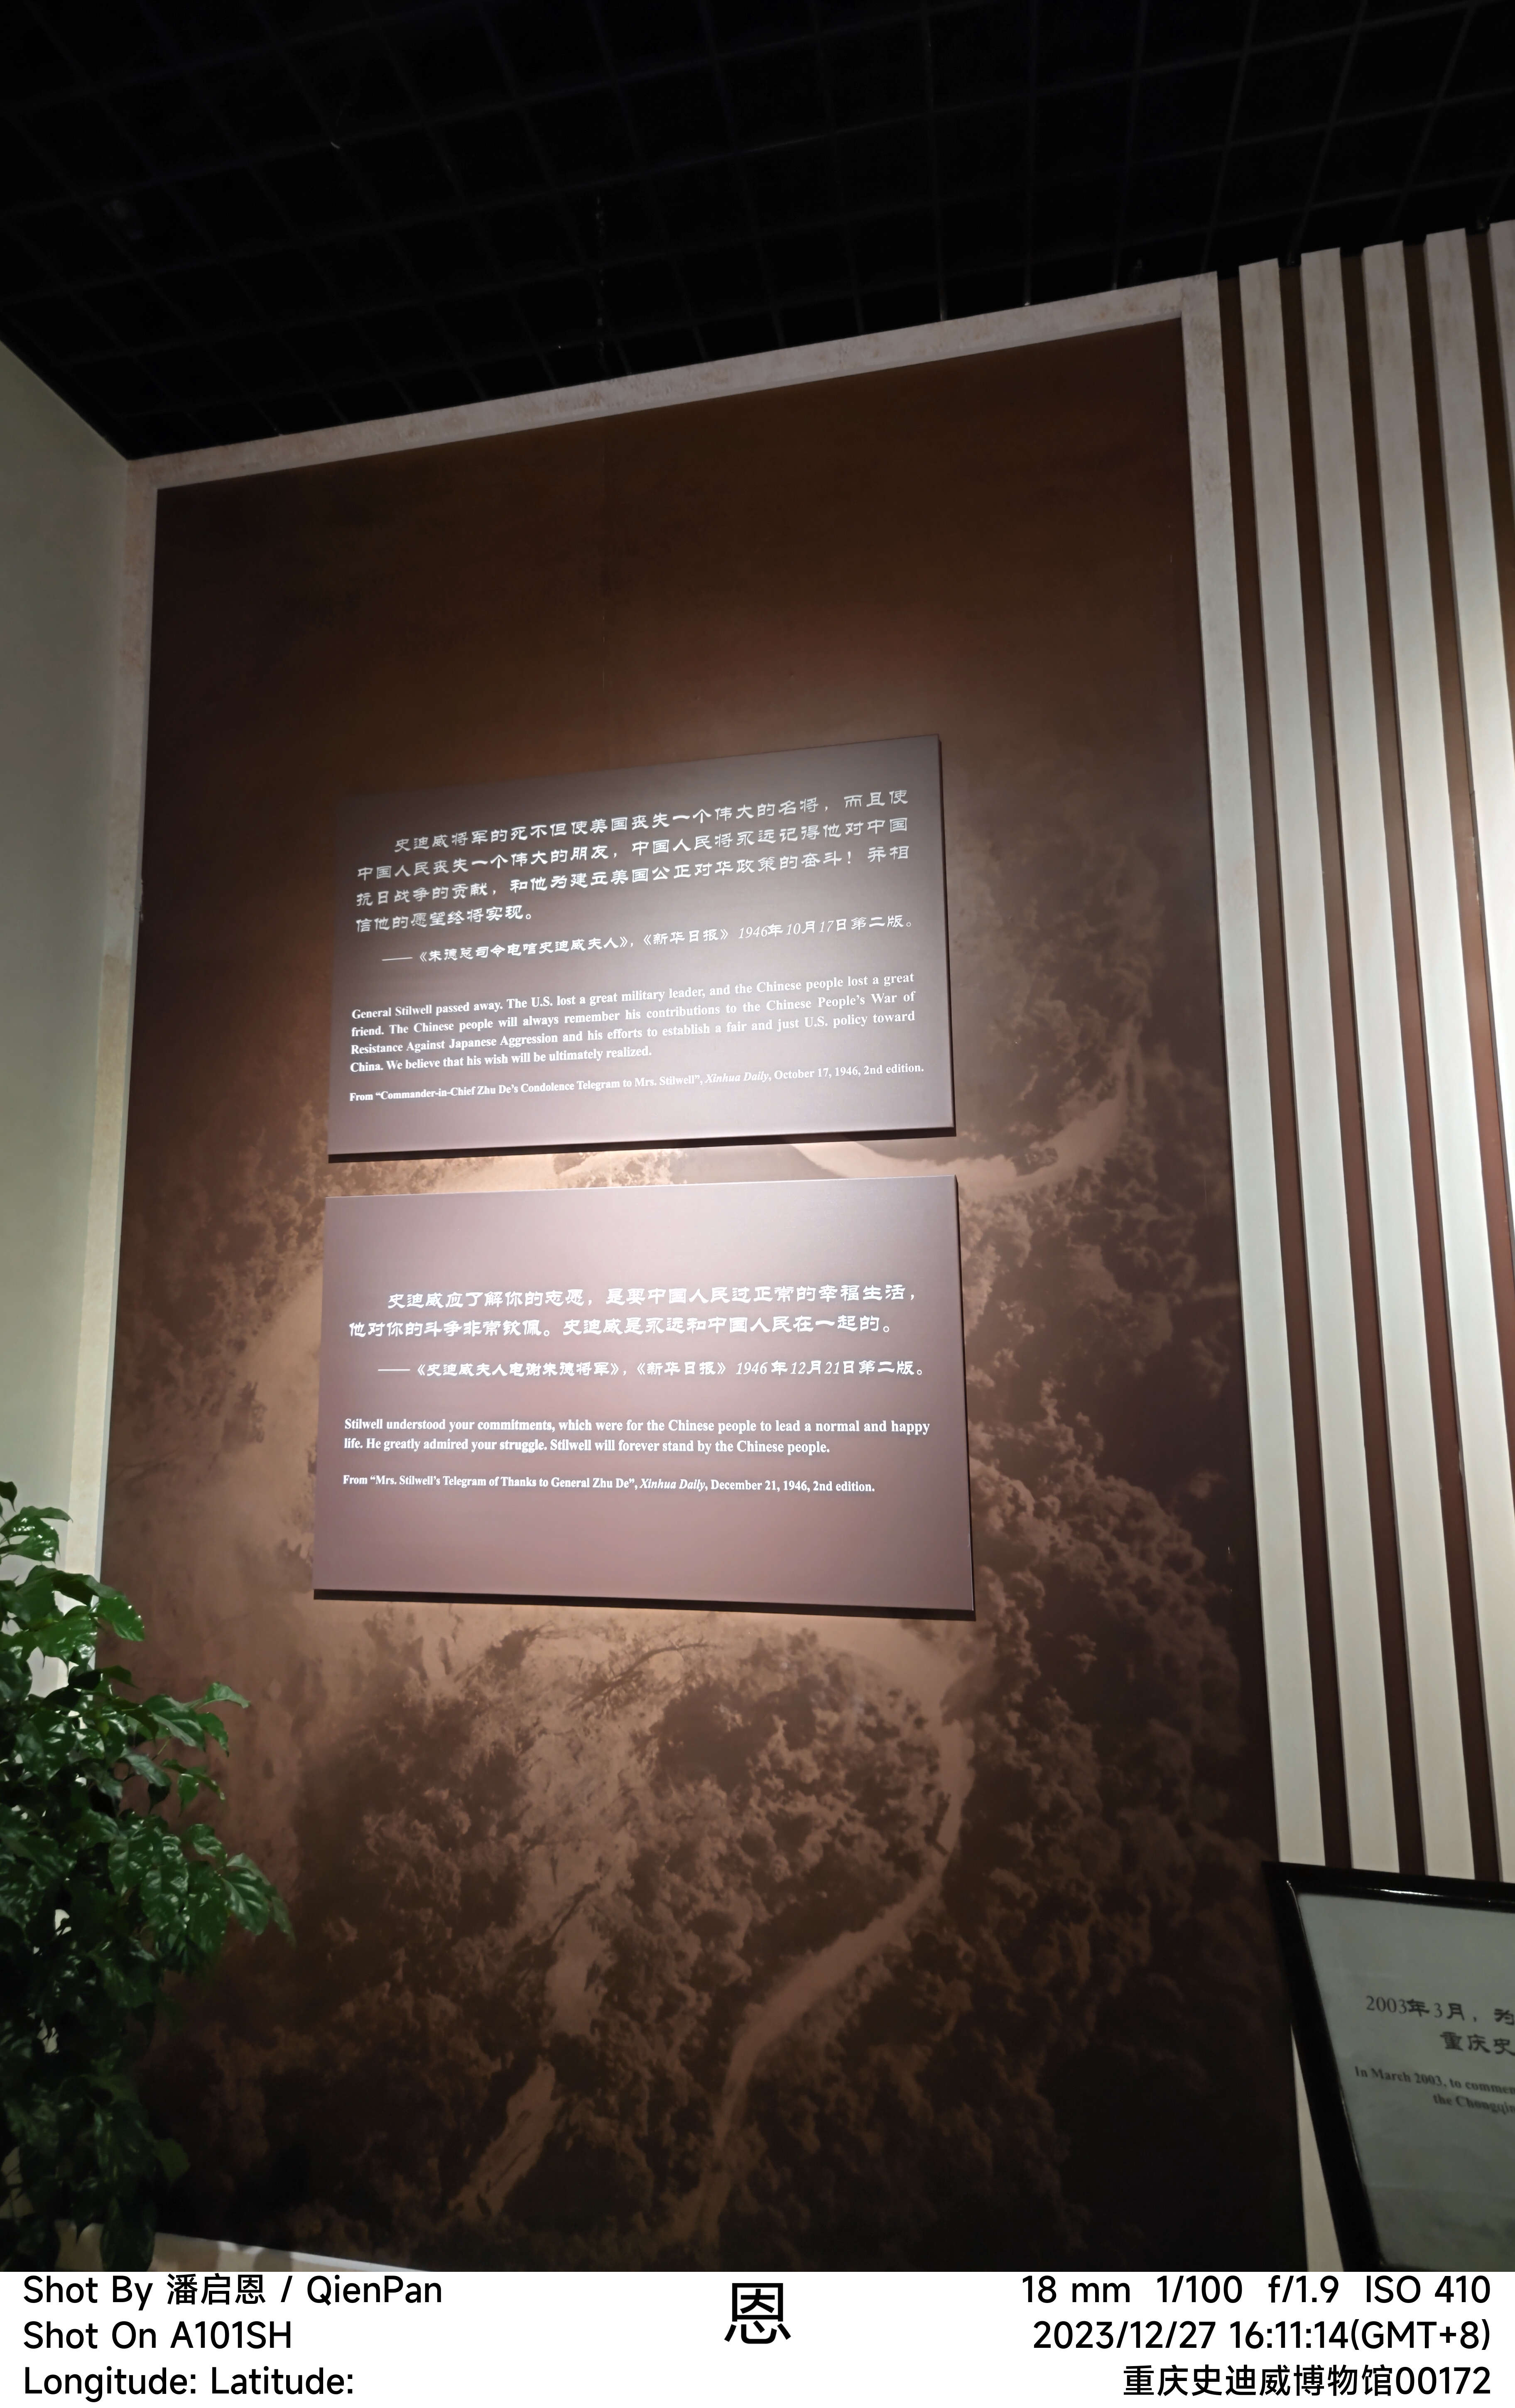 史迪威将军的死不但使美国丧失一个伟大的名将，而且使
中国人民丧失一个伟大的朋友，中国人民将永远记得他对中国
抗日战争的贡献，和他为建立美国公正对华政策的奋斗！并相
信他的愿望终将实现。
——《朱德总司令电唁史迪威夫人》，《新华日报》1946年10月17日第二版。
General Stilwell passed away. The U.S. lost a great military leader, and the Chinese people lost a great
friend. The Chinese people will always remember his contributions to the Chinese People's War of
Resistance Against Japanese Aggression and his efforts to establish a fair and just U.S. policy toward
China. We believe that his wish will be ultimately realized.
From “Commander-in-Chief Zhu De's Condolence Telegram to Mrs. Stilwell”, Xinhua Daily, October 17, 1946, 2nd edition.
史迪威应了解你的志愿，是要中国人民过正常的幸福生活，
他对你的斗争非常钦佩。史迪威是永远和中国人民在一起的。
——《史迪威夫人电谢朱德将军》，《新华日报》1946年12月21日第二版。
Stilwell understood your commitments, which were for the Chinese people to lead a normal and happy
life. He greatly admired your struggle. Stilwell will forever stand by the Chinese people.
From “Mrs. Stilwell's Telegram of Thanks to General Zhu De”, Xinhua Daily, December 21, 1946, 2nd edition.
2003年3月，为
重庆史
In March 2003, to commem
the Chongqin
Shot By 潘启恩 / QienPan
Shot On A101SH
Longitude: Latitude:
恩
18 mm 1/100 f/1.9 ISO 410
2023/12/27 16:11:14(GMT+8)
重庆史迪威博物馆00172